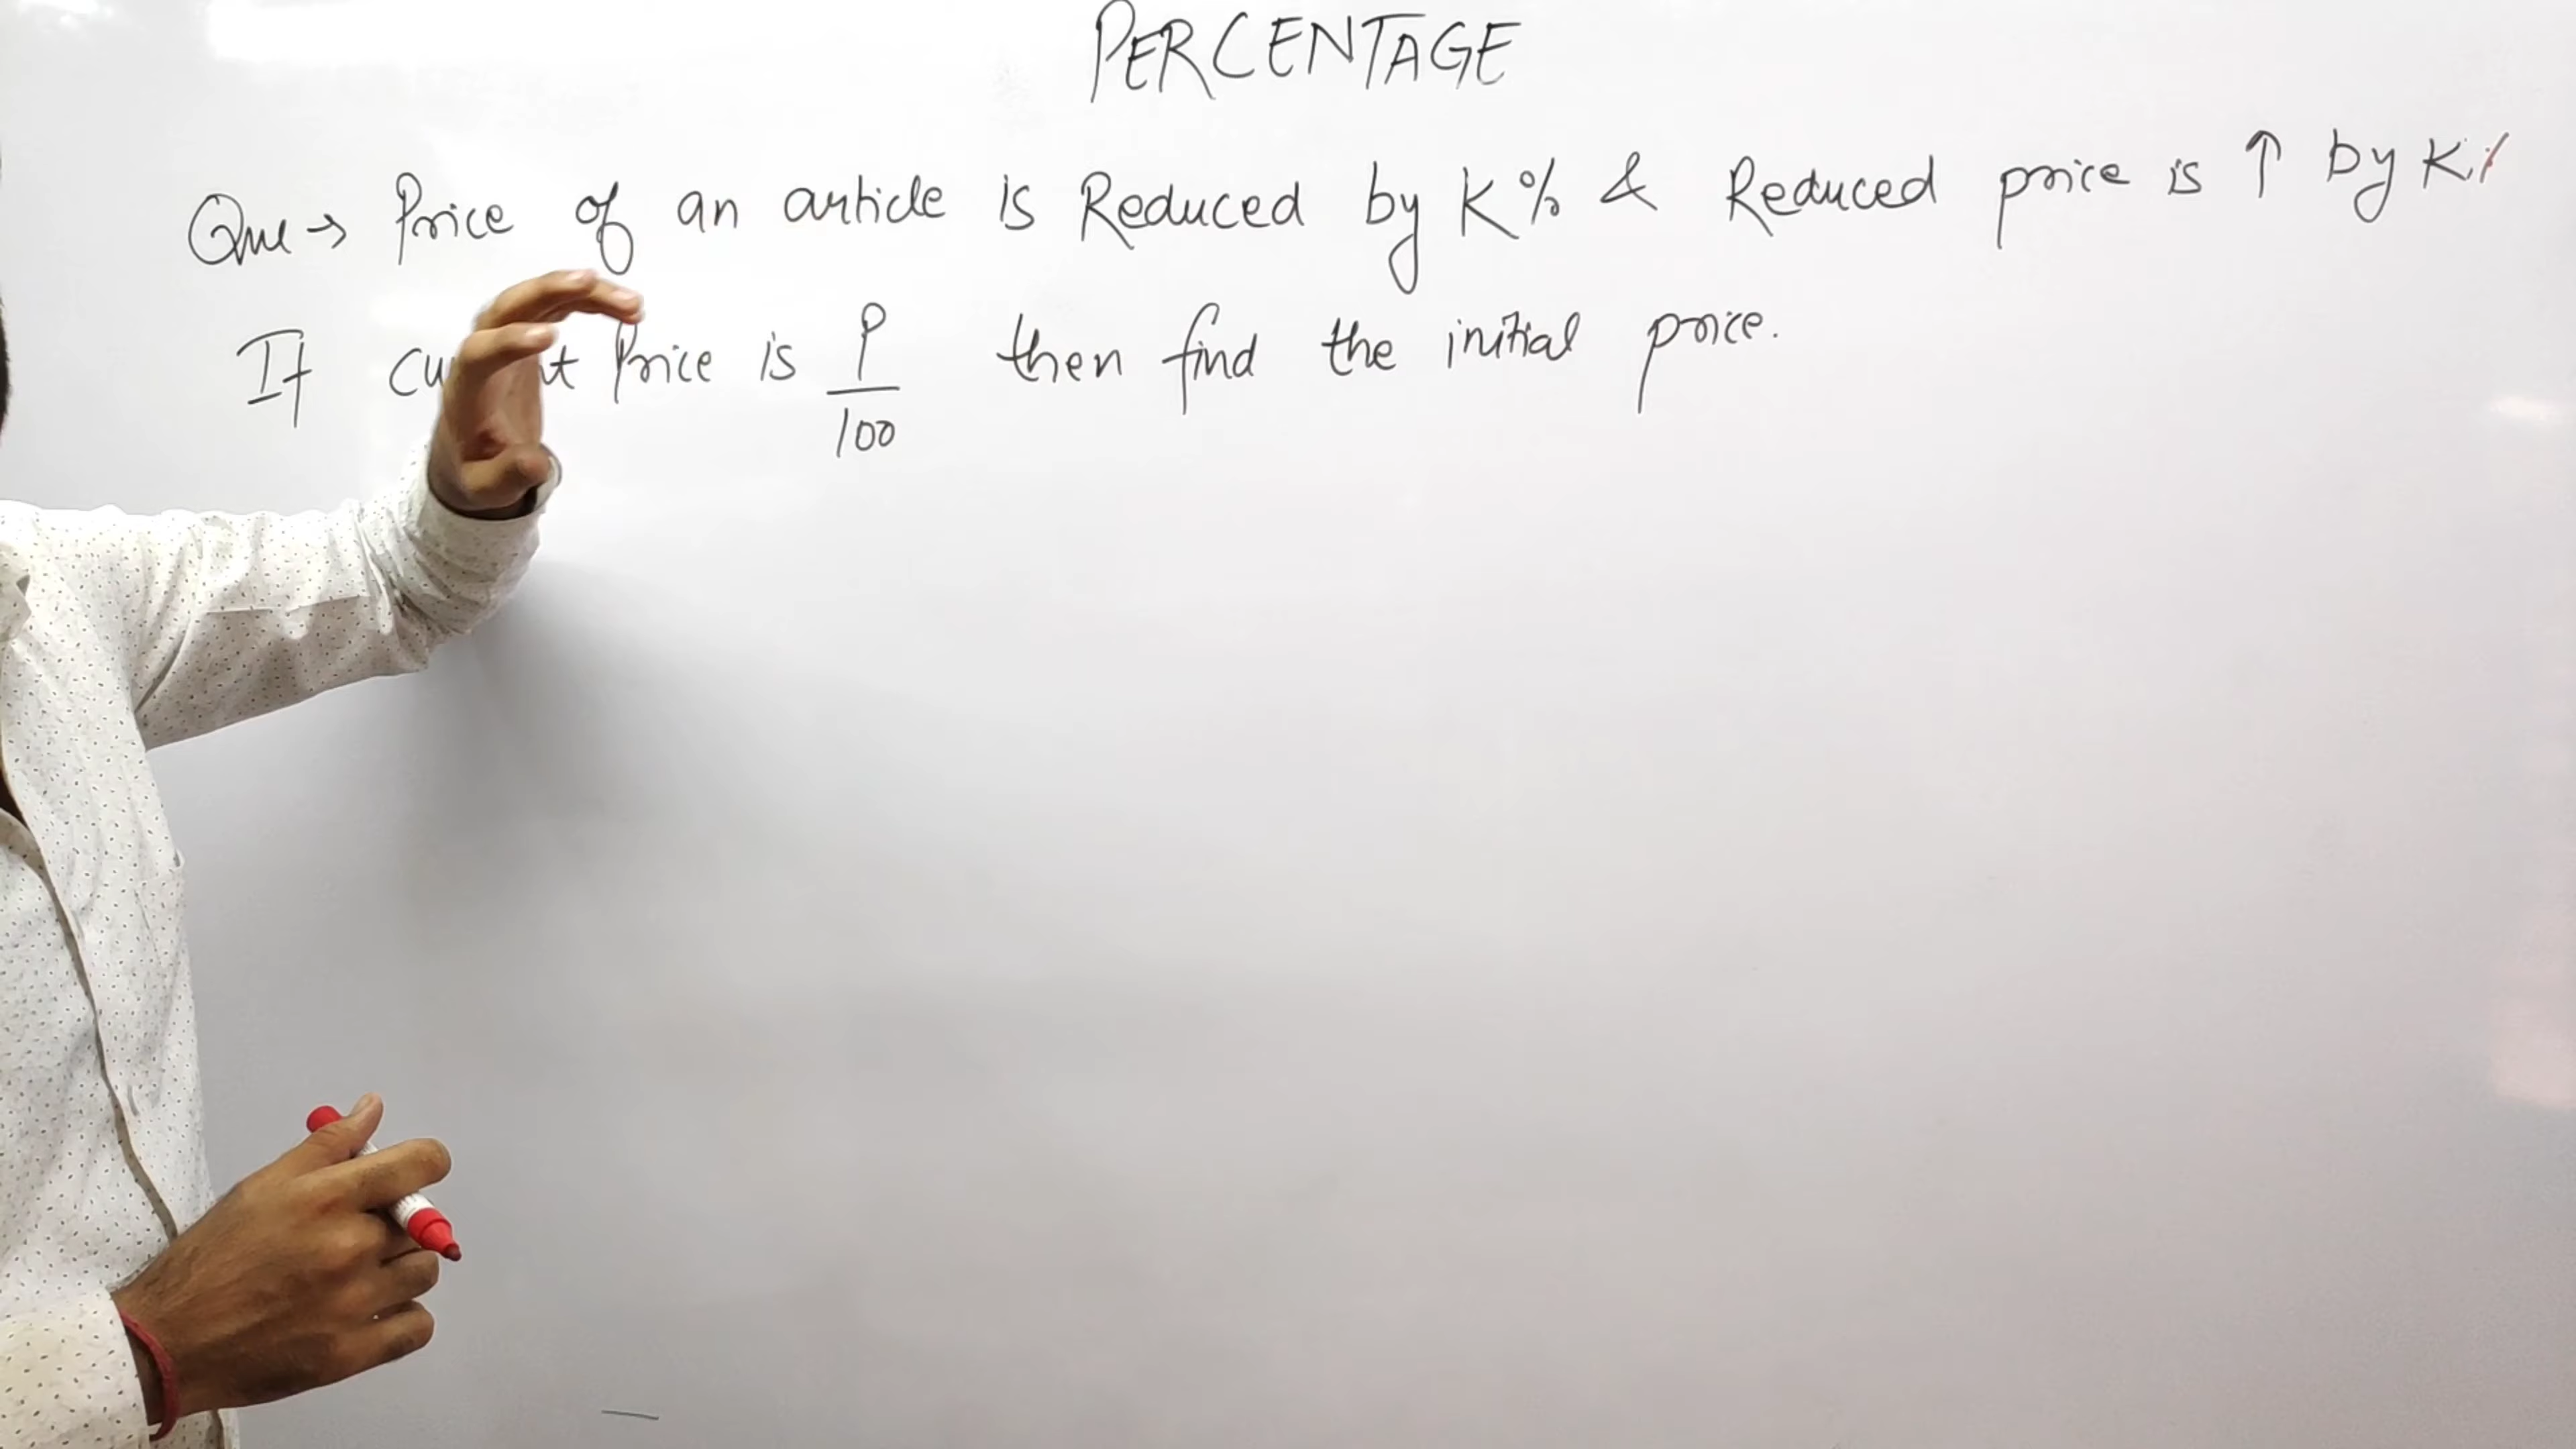 PERCENTAGE
Que → Price of an article is Reduced by K% & Reduced price is ↑ by K%
If Price is P/100 then find the initial price.